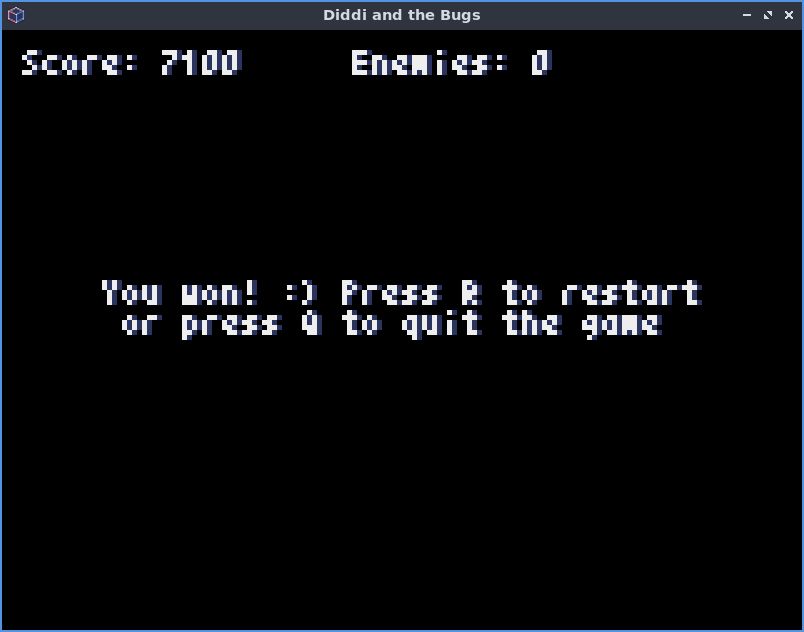 Diddi and the Bugs
Score: 7100 Enemies: 0
You won! :) Press R to restart
or press Q to quit the game